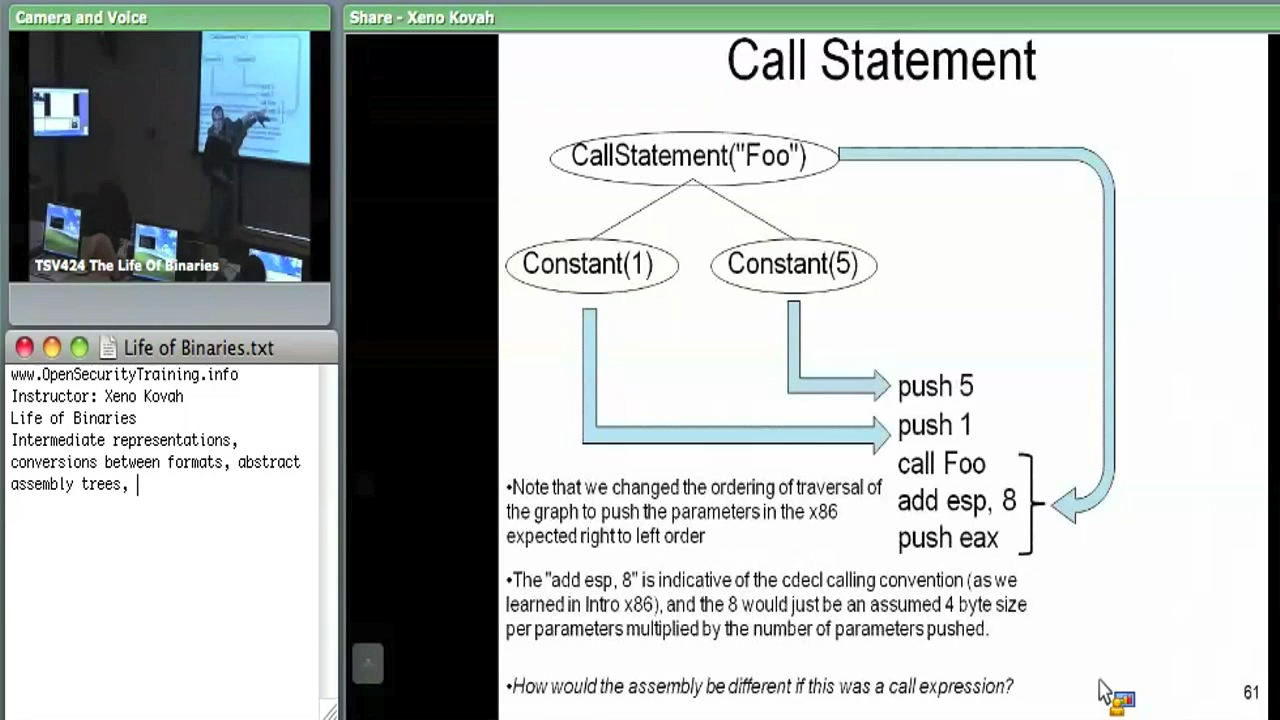 Camera and Voice
Share - Xeno Kovah
TSV424 The Life Of Binaries
Life of Binaries.txt
www.OpenSecurityTraining.info
Instructor: Xeno Kovah
Life of Binaries
Intermediate representations,
conversions between formats, abstract
assembly trees,
Call Statement
CallStatement("Foo")
Constant(1)
Constant(5)
push 5
push 1
call Foo
add esp, 8
push eax
•Note that we changed the ordering of traversal of
the graph to push the parameters in the x86
expected right to left order
•The "add esp, 8" is indicative of the cdecl calling convention (as we
learned in Intro x86), and the 8 would just be an assumed 4 byte size
per parameters multiplied by the number of parameters pushed.
•How would the assembly be different if this was a call expression?
61